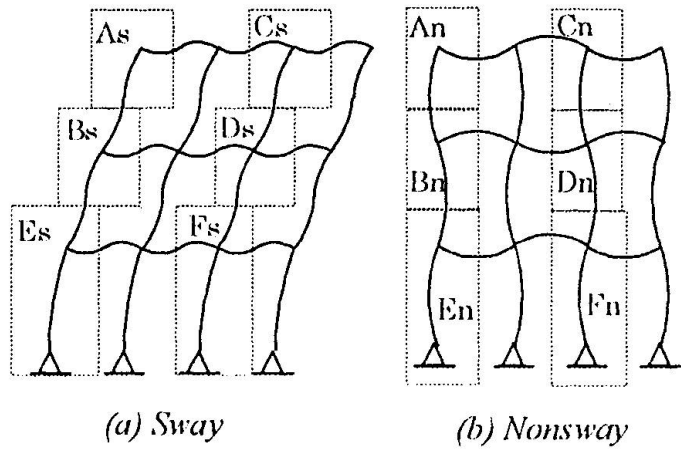 As
Cs
Bs
Ds
Es
Fs
An
Cn
Bn
Dn
En
Fn
(a) Sway
(b) Nonsway